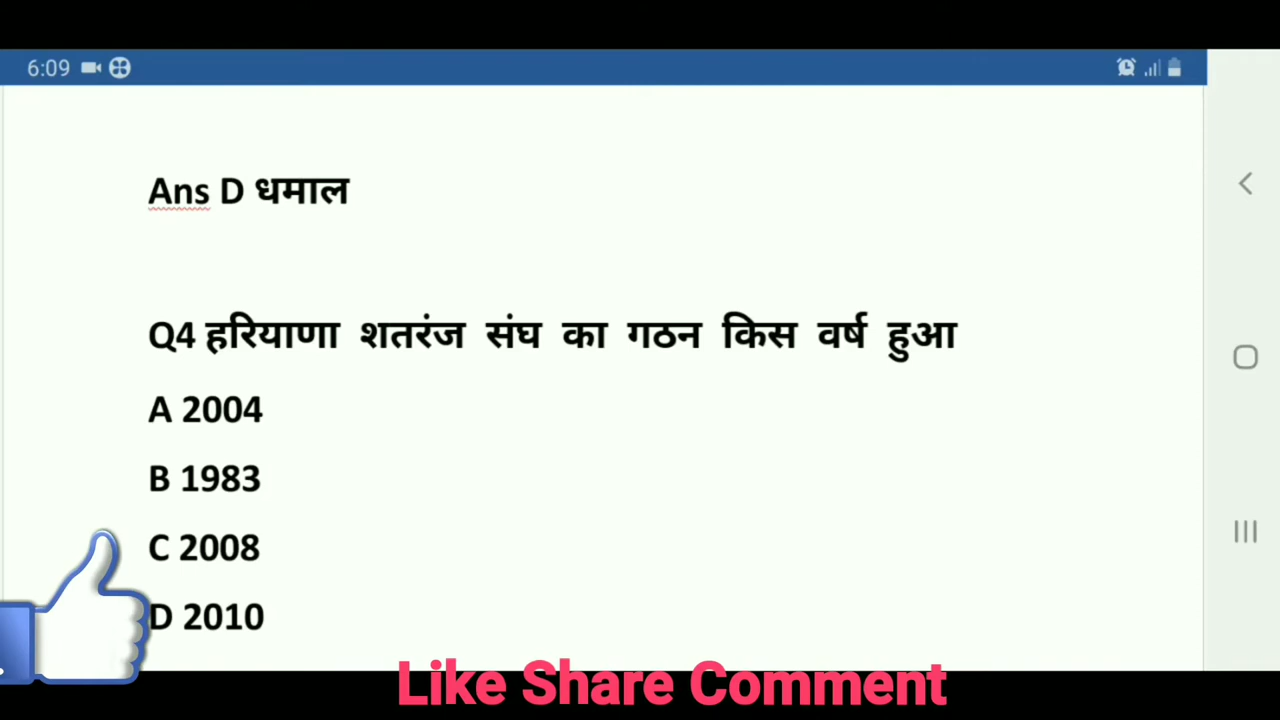 6:09
Ans D धमाल
Q4 हरियाणा शतरंज संघ का गठन किस वर्ष हुआ
A 2004
B 1983
C 2008
D 2010
Like Share Comment